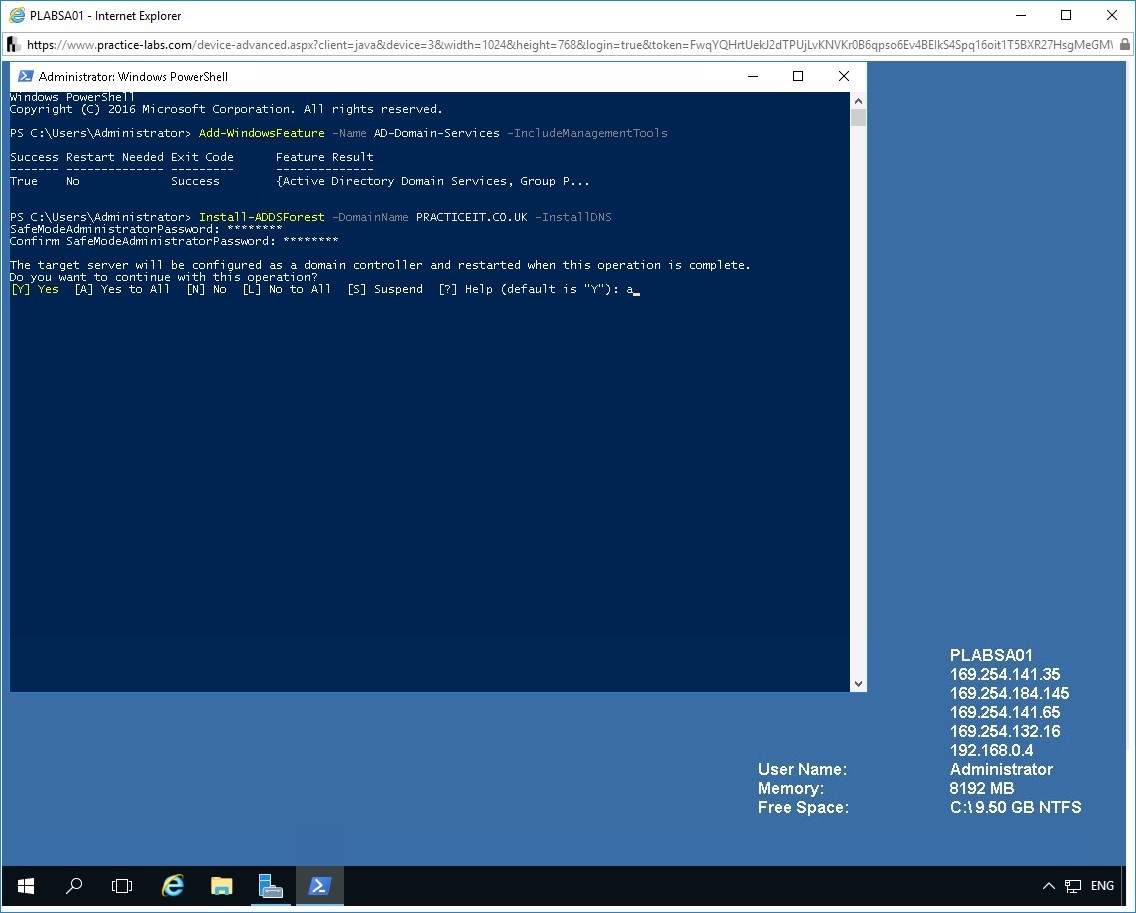 PLABSA01 - Internet Explorer
https://www.practice-labs.com/device-advanced.aspx?client=java&device=3&width=1024&height=768&login=true&token=
Administrator: Windows PowerShell
Windows PowerShell
Copyright (C) 2016 Microsoft Corporation. All rights reserved.
PS C:\Users\Administrator> Add-WindowsFeature -Name AD-Domain-Services -IncludeManagementTools
Success Restart Needed Exit Code      Feature Result
------- -------------- ---------      --------------
True    No             Success        {Active Directory Domain Services, Group P...
PS C:\Users\Administrator> Install-ADDSForest -DomainName PRACTICEIT.CO.UK -InstallDNS
SafeModeAdministratorPassword: ********
Confirm SafeModeAdministratorPassword: ********
The target server will be configured as a domain controller and restarted when this operation is complete.
Do you want to continue with this operation?
[Y] Yes  [A] Yes to All  [N] No  [L] No to All  [S] Suspend  [?] Help (default is "Y"): a_
PLABSA01
169.254.141.35
169.254.184.145
169.254.141.65
169.254.132.16
192.168.0.4
User Name: Administrator
Memory: 8192 MB
Free Space: C:\ 9.50 GB NTFS
ENG